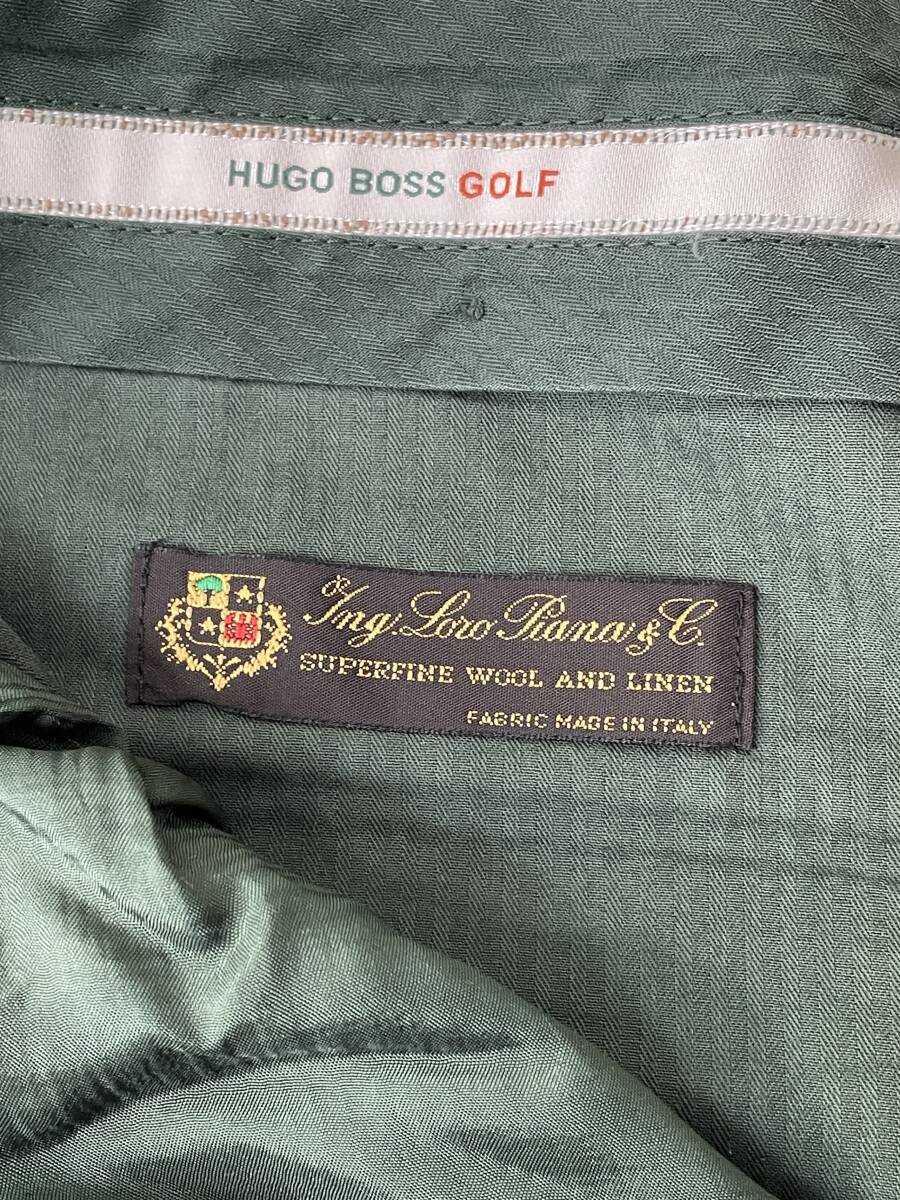 HUGO BOSS GOLF
Ing. Loro Piana & C.
SUPERFINE WOOL AND LINEN
FABRIC MADE IN ITALY